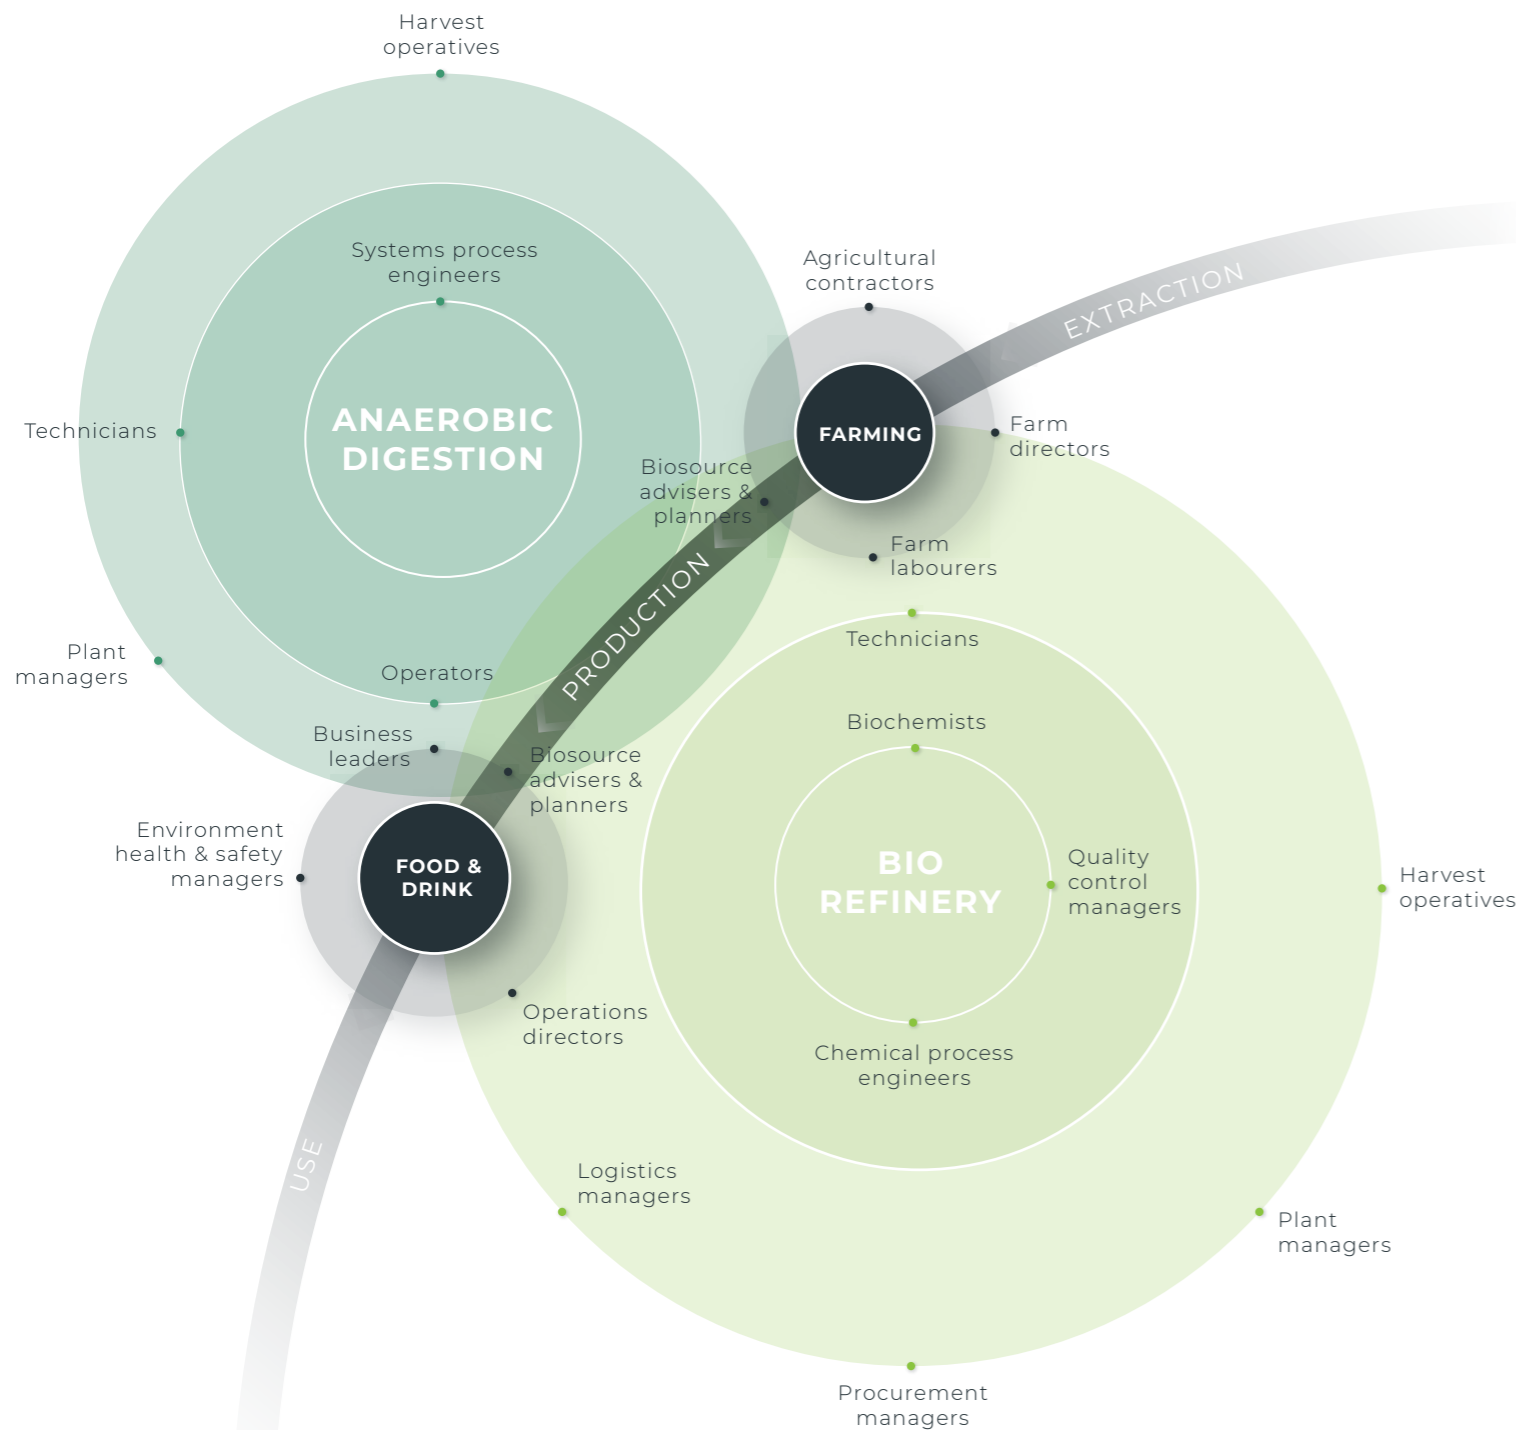 Harvest
operatives
Systems process
engineers
ANAEROBIC
DIGESTION
Technicians
Plant
managers
Operators
Agricultural
contractors
EXTRACTION
FARMING
Farm
directors
Biosource
advisers &
planners
Farm
labourers
PRODUCTION
Business
leaders
Biosource
advisers &
planners
Environment
health & safety
managers
FOOD &
DRINK
Operations
directors
USE
Technicians
Biochemists
BIO
REFINERY
Quality
control
managers
Harvest
operatives
Chemical process
engineers
Logistics
managers
Plant
managers
Procurement
managers